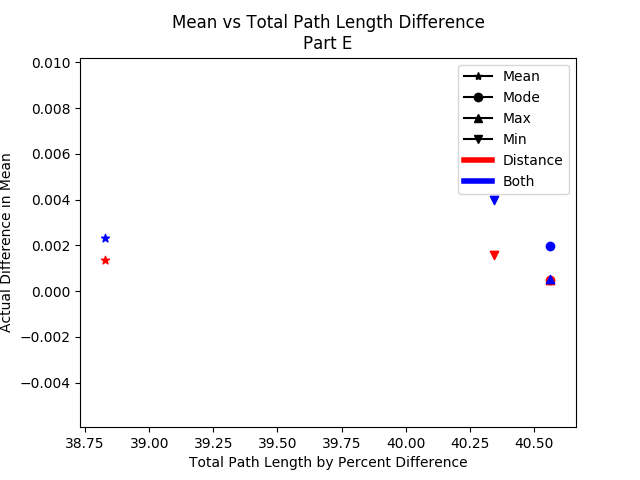 Mean vs Total Path Length Difference
Part E
0.010
0.008
0.006
0.004
0.002
0.000
−0.002
−0.004
Actual Difference in Mean
Mean
Mode
Max
Min
Distance
Both
38.75 39.00 39.25 39.50 39.75 40.00 40.25 40.50
Total Path Length by Percent Difference